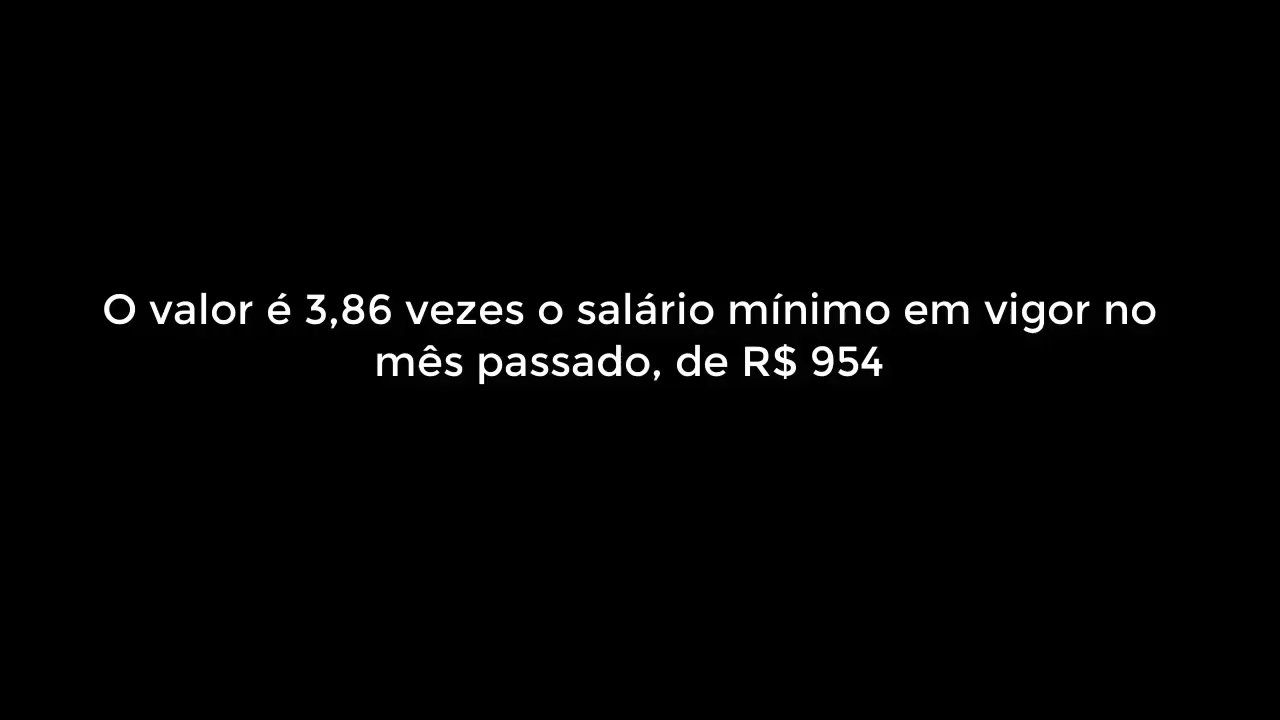 O valor é 3,86 vezes o salário mínimo em vigor no
mês passado, de R$ 954